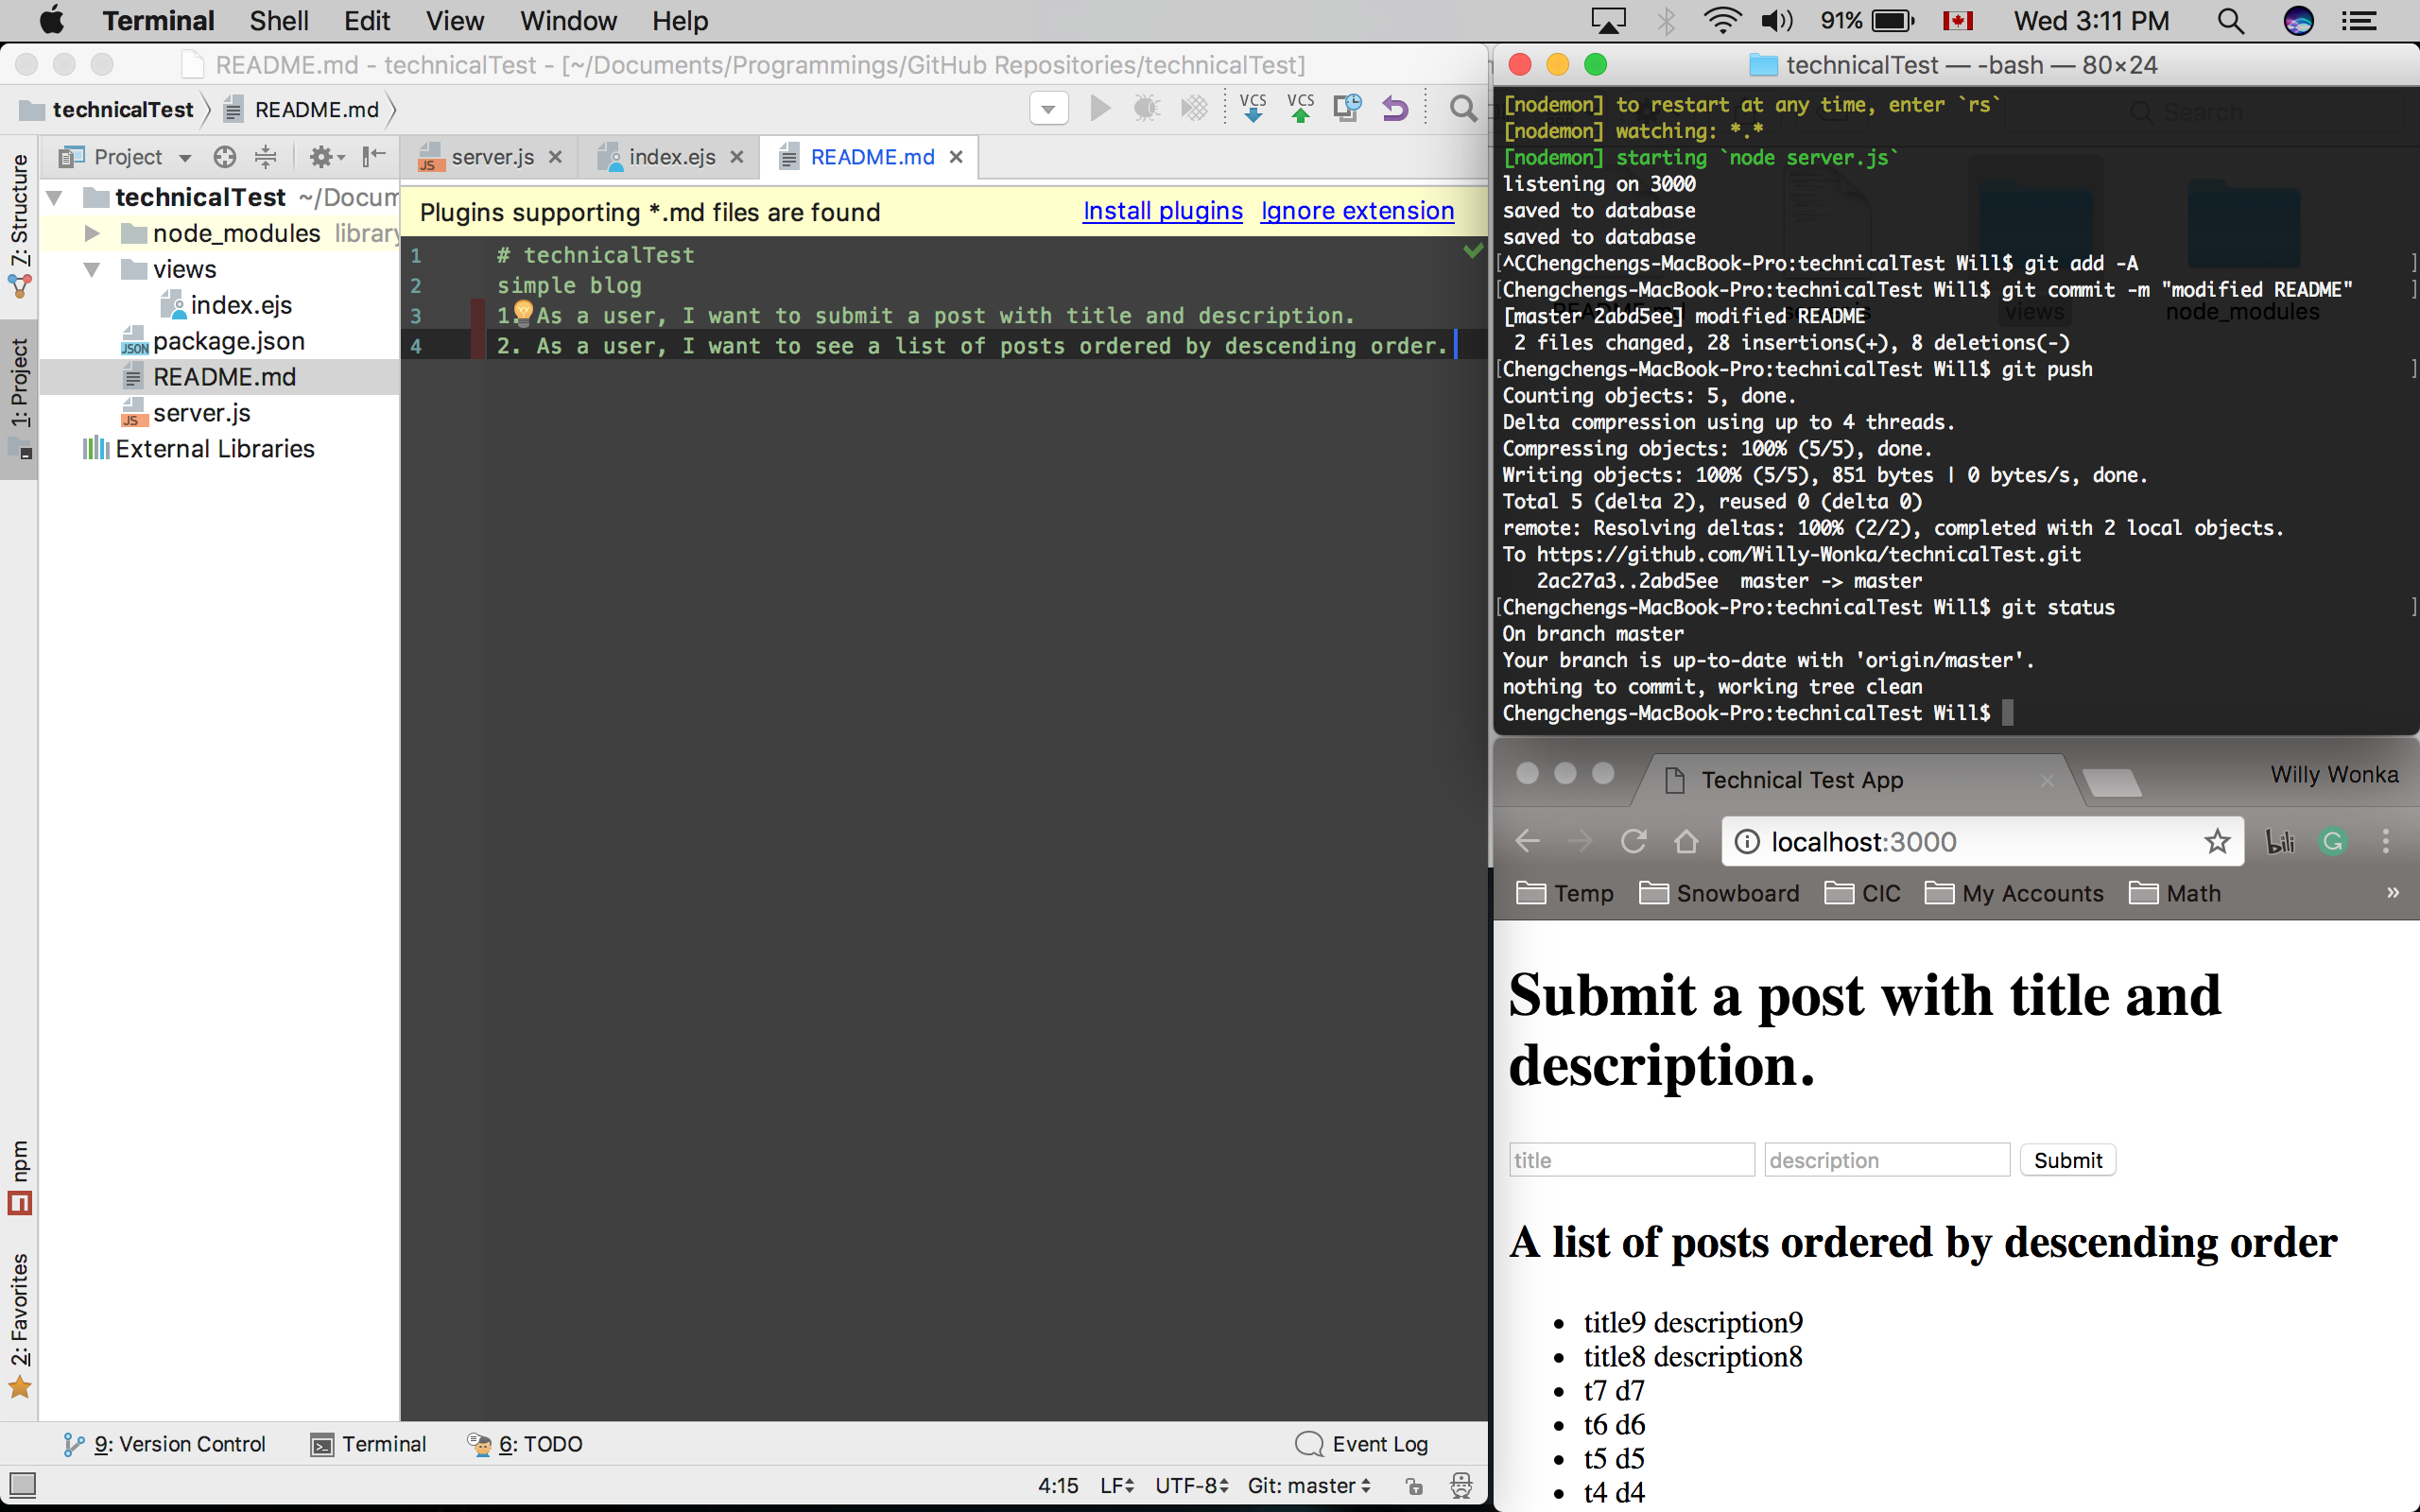 Terminal Shell Edit View Window Help 91% Wed 3:11 PM
README.md - technicalTest - [~/Documents/Programmings/GitHub Repositories/technicalTest]
technicalTest README.md VCS VCS
7: Structure
1: Project
npm
2: Favorites
Project
technicalTest ~/Docum
node_modules library
views
index.ejs
package.json
README.md
server.js
External Libraries
server.js index.ejs README.md
Plugins supporting *.md files are found Install plugins Ignore extension
1 # technicalTest
2 simple blog
3 1. As a user, I want to submit a post with title and description.
4 2. As a user, I want to see a list of posts ordered by descending order.
9: Version Control Terminal 6: TODO Event Log
4:15 LF UTF-8 Git: master
technicalTest — -bash — 80×24
[nodemon] to restart at any time, enter `rs`
[nodemon] watching: *.*
[nodemon] starting `node server.js`
listening on 3000
saved to database
saved to database
[^CChengchengs-MacBook-Pro:technicalTest Will$ git add -A ]
[Chengchengs-MacBook-Pro:technicalTest Will$ git commit -m "modified README" ]
[master 2abd5ee] modified README
2 files changed, 28 insertions(+), 8 deletions(-)
[Chengchengs-MacBook-Pro:technicalTest Will$ git push ]
Counting objects: 5, done.
Delta compression using up to 4 threads.
Compressing objects: 100% (5/5), done.
Writing objects: 100% (5/5), 851 bytes | 0 bytes/s, done.
Total 5 (delta 2), reused 0 (delta 0)
remote: Resolving deltas: 100% (2/2), completed with 2 local objects.
To https://github.com/Willy-Wonka/technicalTest.git
2ac27a3..2abd5ee master -> master
[Chengchengs-MacBook-Pro:technicalTest Will$ git status ]
On branch master
Your branch is up-to-date with 'origin/master'.
nothing to commit, working tree clean
Chengchengs-MacBook-Pro:technicalTest Will$
Search
views
node_modules
Technical Test App Willy Wonka
localhost:3000 bili
Temp Snowboard CIC My Accounts Math »
Submit a post with title and
description.
title description Submit
A list of posts ordered by descending order
• title9 description9
• title8 description8
• t7 d7
• t6 d6
• t5 d5
• t4 d4